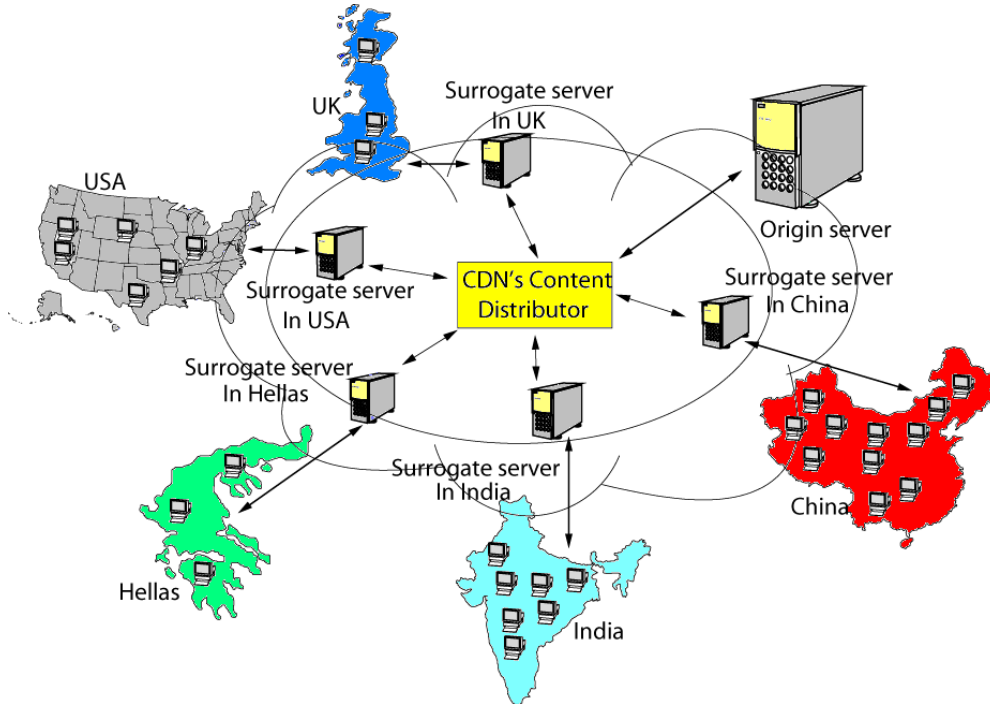 UK
Surrogate server
In UK
USA
Origin server
Surrogate server
In USA
CDN's Content
Distributor
Surrogate server
In China
Surrogate server
In Hellas
Surrogate server
In India
China
Hellas
India